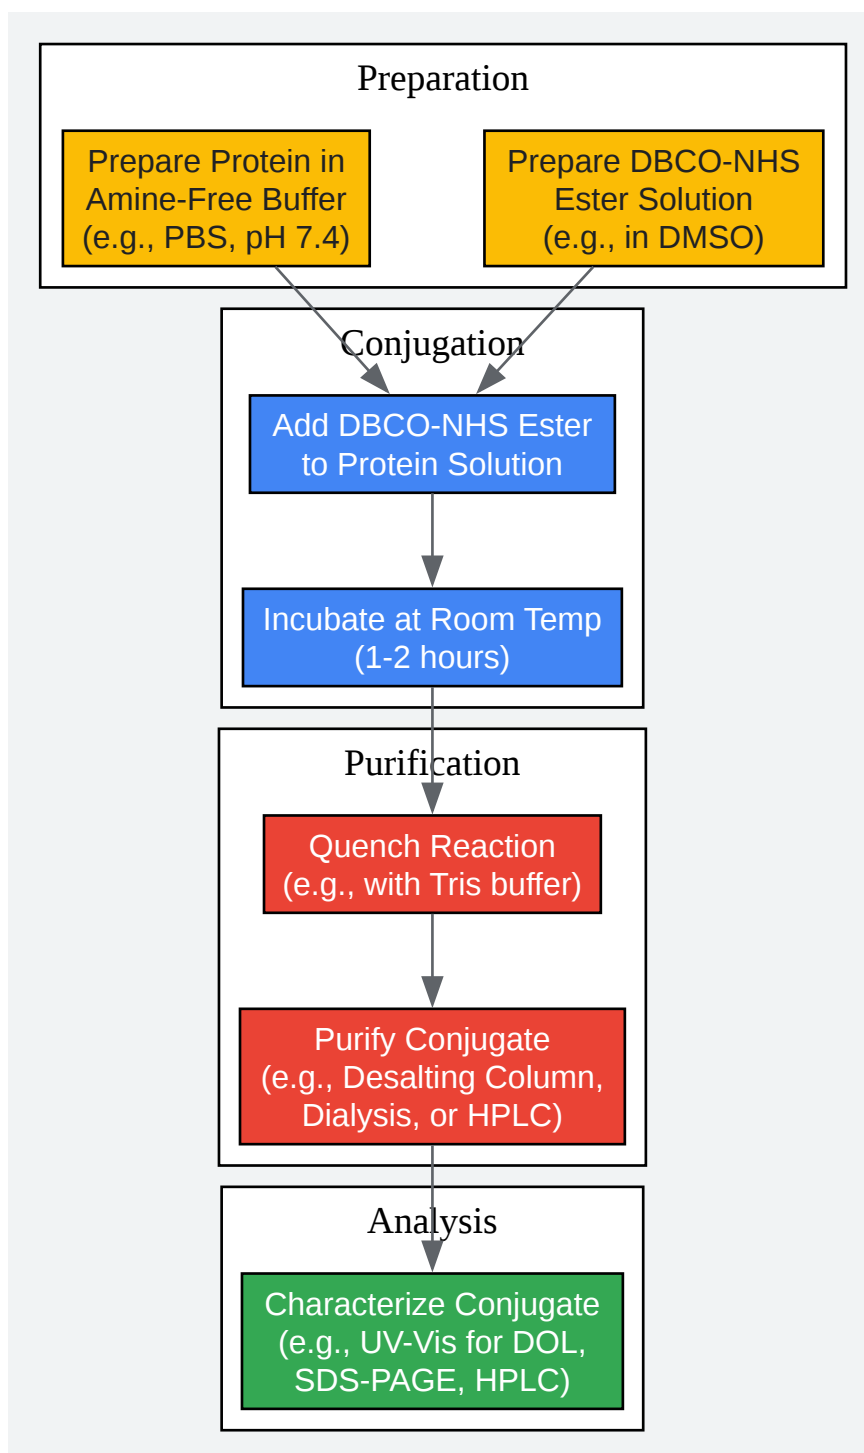 Preparation
Prepare Protein in
Amine-Free Buffer
(e.g., PBS, pH 7.4)
Prepare DBCO-NHS
Ester Solution
(e.g., in DMSO)
Conjugation
Add DBCO-NHS Ester
to Protein Solution
Incubate at Room Temp
(1-2 hours)
Purification
Quench Reaction
(e.g., with Tris buffer)
Purify Conjugate
(e.g., Desalting Column,
Dialysis, or HPLC)
Analysis
Characterize Conjugate
(e.g., UV-Vis for DOL,
SDS-PAGE, HPLC)